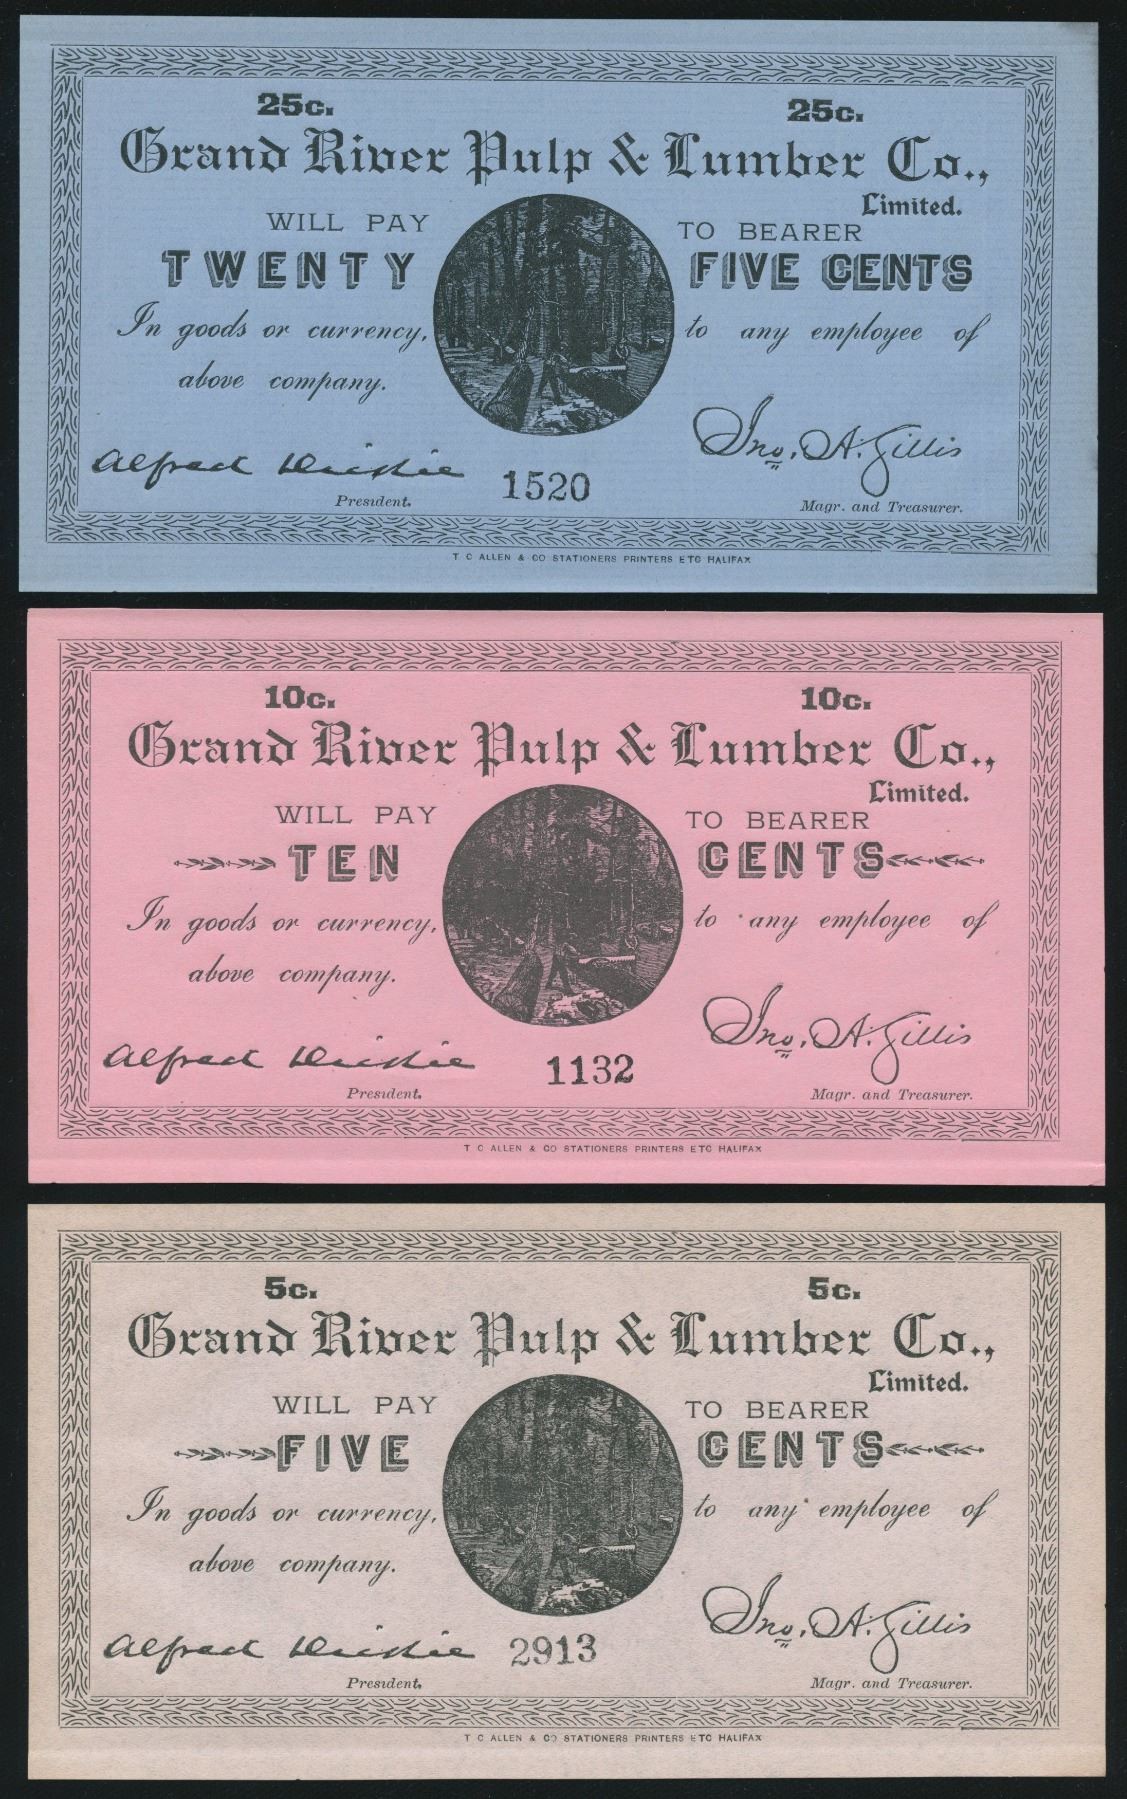 25c. 25c.
Grand River Pulp & Lumber Co.,
Limited.
WILL PAY TO BEARER
TWENTY FIVE CENTS
In goods or currency, to any employee of
above company.
Alfred Dickie Jno. A. Gillis
President. 1520 Magr. and Treasurer.
T C ALLEN & CO STATIONERS PRINTERS ETC HALIFAX
10c. 10c.
Grand River Pulp & Lumber Co.,
Limited.
WILL PAY TO BEARER
TEN CENTS
In goods or currency, to any employee of
above company.
Alfred Dickie Jno. A. Gillis
President. 1132 Magr. and Treasurer.
T C ALLEN & CO STATIONERS PRINTERS ETC HALIFAX
5c. 5c.
Grand River Pulp & Lumber Co.,
Limited.
WILL PAY TO BEARER
FIVE CENTS
In goods or currency, to any employee of
above company.
Alfred Dickie Jno. A. Gillis
President. 2913 Magr. and Treasurer.
T C ALLEN & CO STATIONERS PRINTERS ETC HALIFAX